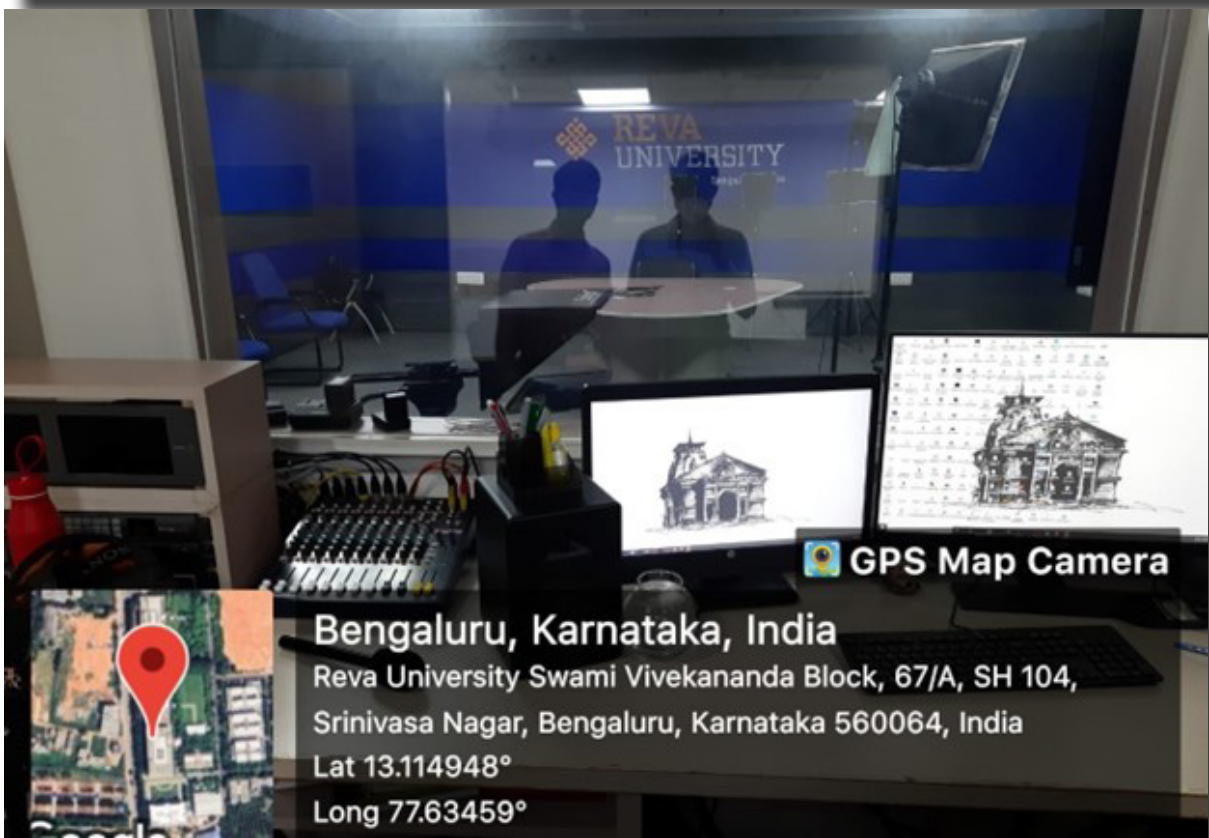 REVA
UNIVERSITY
GPS Map Camera
Bengaluru, Karnataka, India
Reva University Swami Vivekananda Block, 67/A, SH 104,
Srinivasa Nagar, Bengaluru, Karnataka 560064, India
Lat 13.114948°
Long 77.63459°
Google